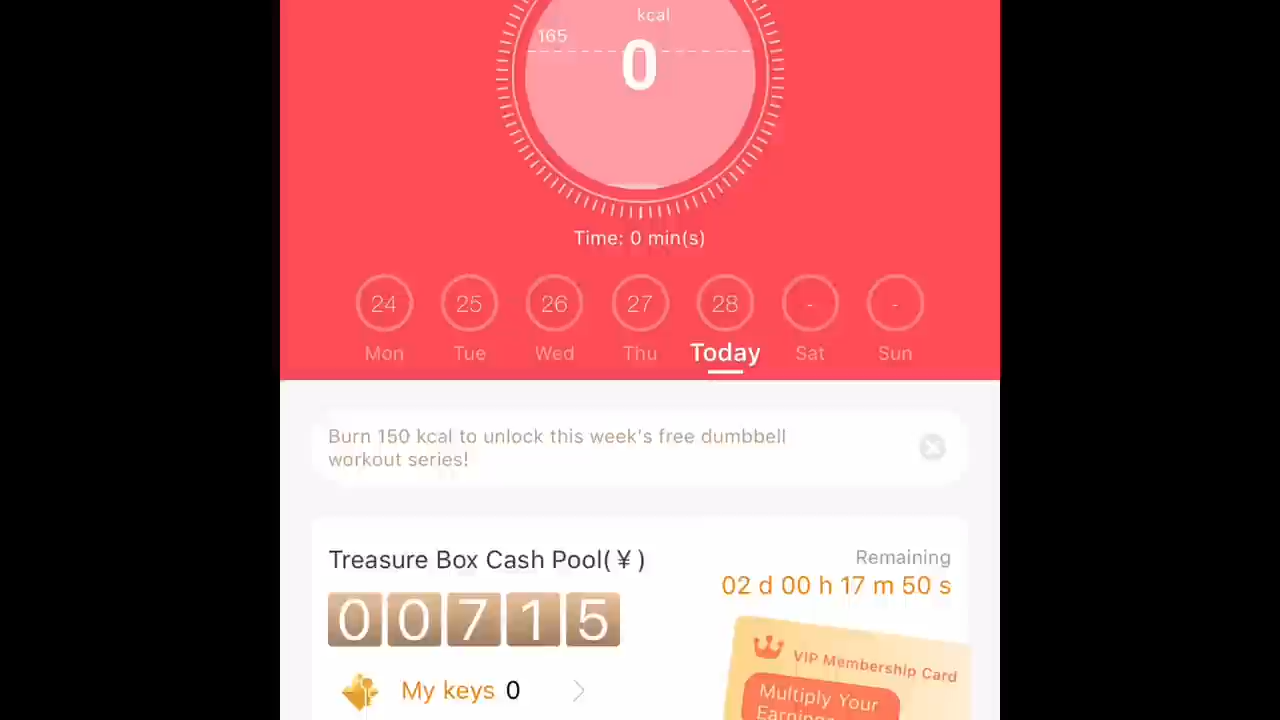 kcal
165
0
Time: 0 min(s)
24 25 26 27 28 - -
Mon Tue Wed Thu Today Sat Sun
Burn 150 kcal to unlock this week's free dumbbell
workout series!
Treasure Box Cash Pool(¥)
Remaining
02 d 00 h 17 m 50 s
00715
VIP Membership Card
My keys 0
Multiply Your
Earnings